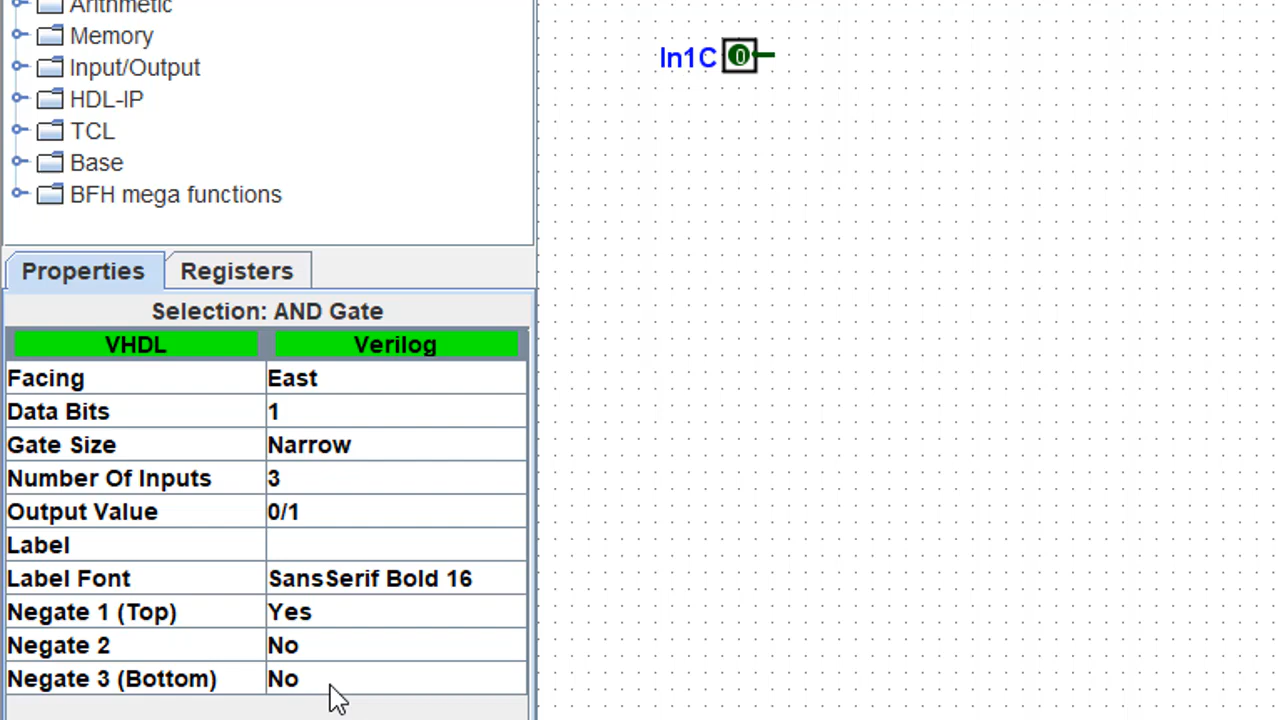 Arithmetic
Memory
Input/Output
HDL-IP
TCL
Base
BFH mega functions
In1C 0
Properties Registers
Selection: AND Gate
VHDL Verilog
Facing East
Data Bits 1
Gate Size Narrow
Number Of Inputs 3
Output Value 0/1
Label
Label Font SansSerif Bold 16
Negate 1 (Top) Yes
Negate 2 No
Negate 3 (Bottom) No